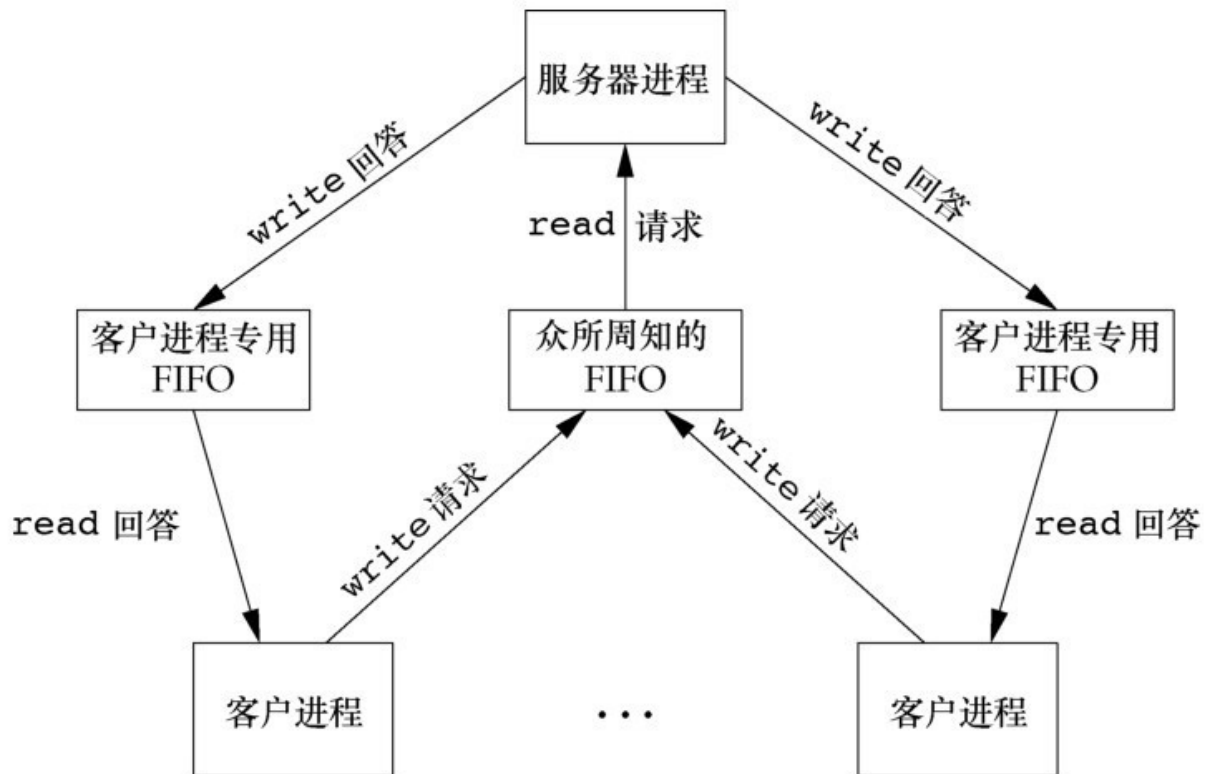 服务器进程
write 回答
write 回答
read 请求
客户进程专用
FIFO
众所周知的
FIFO
客户进程专用
FIFO
read 回答
write 请求
write 请求
read 回答
客户进程
...
客户进程